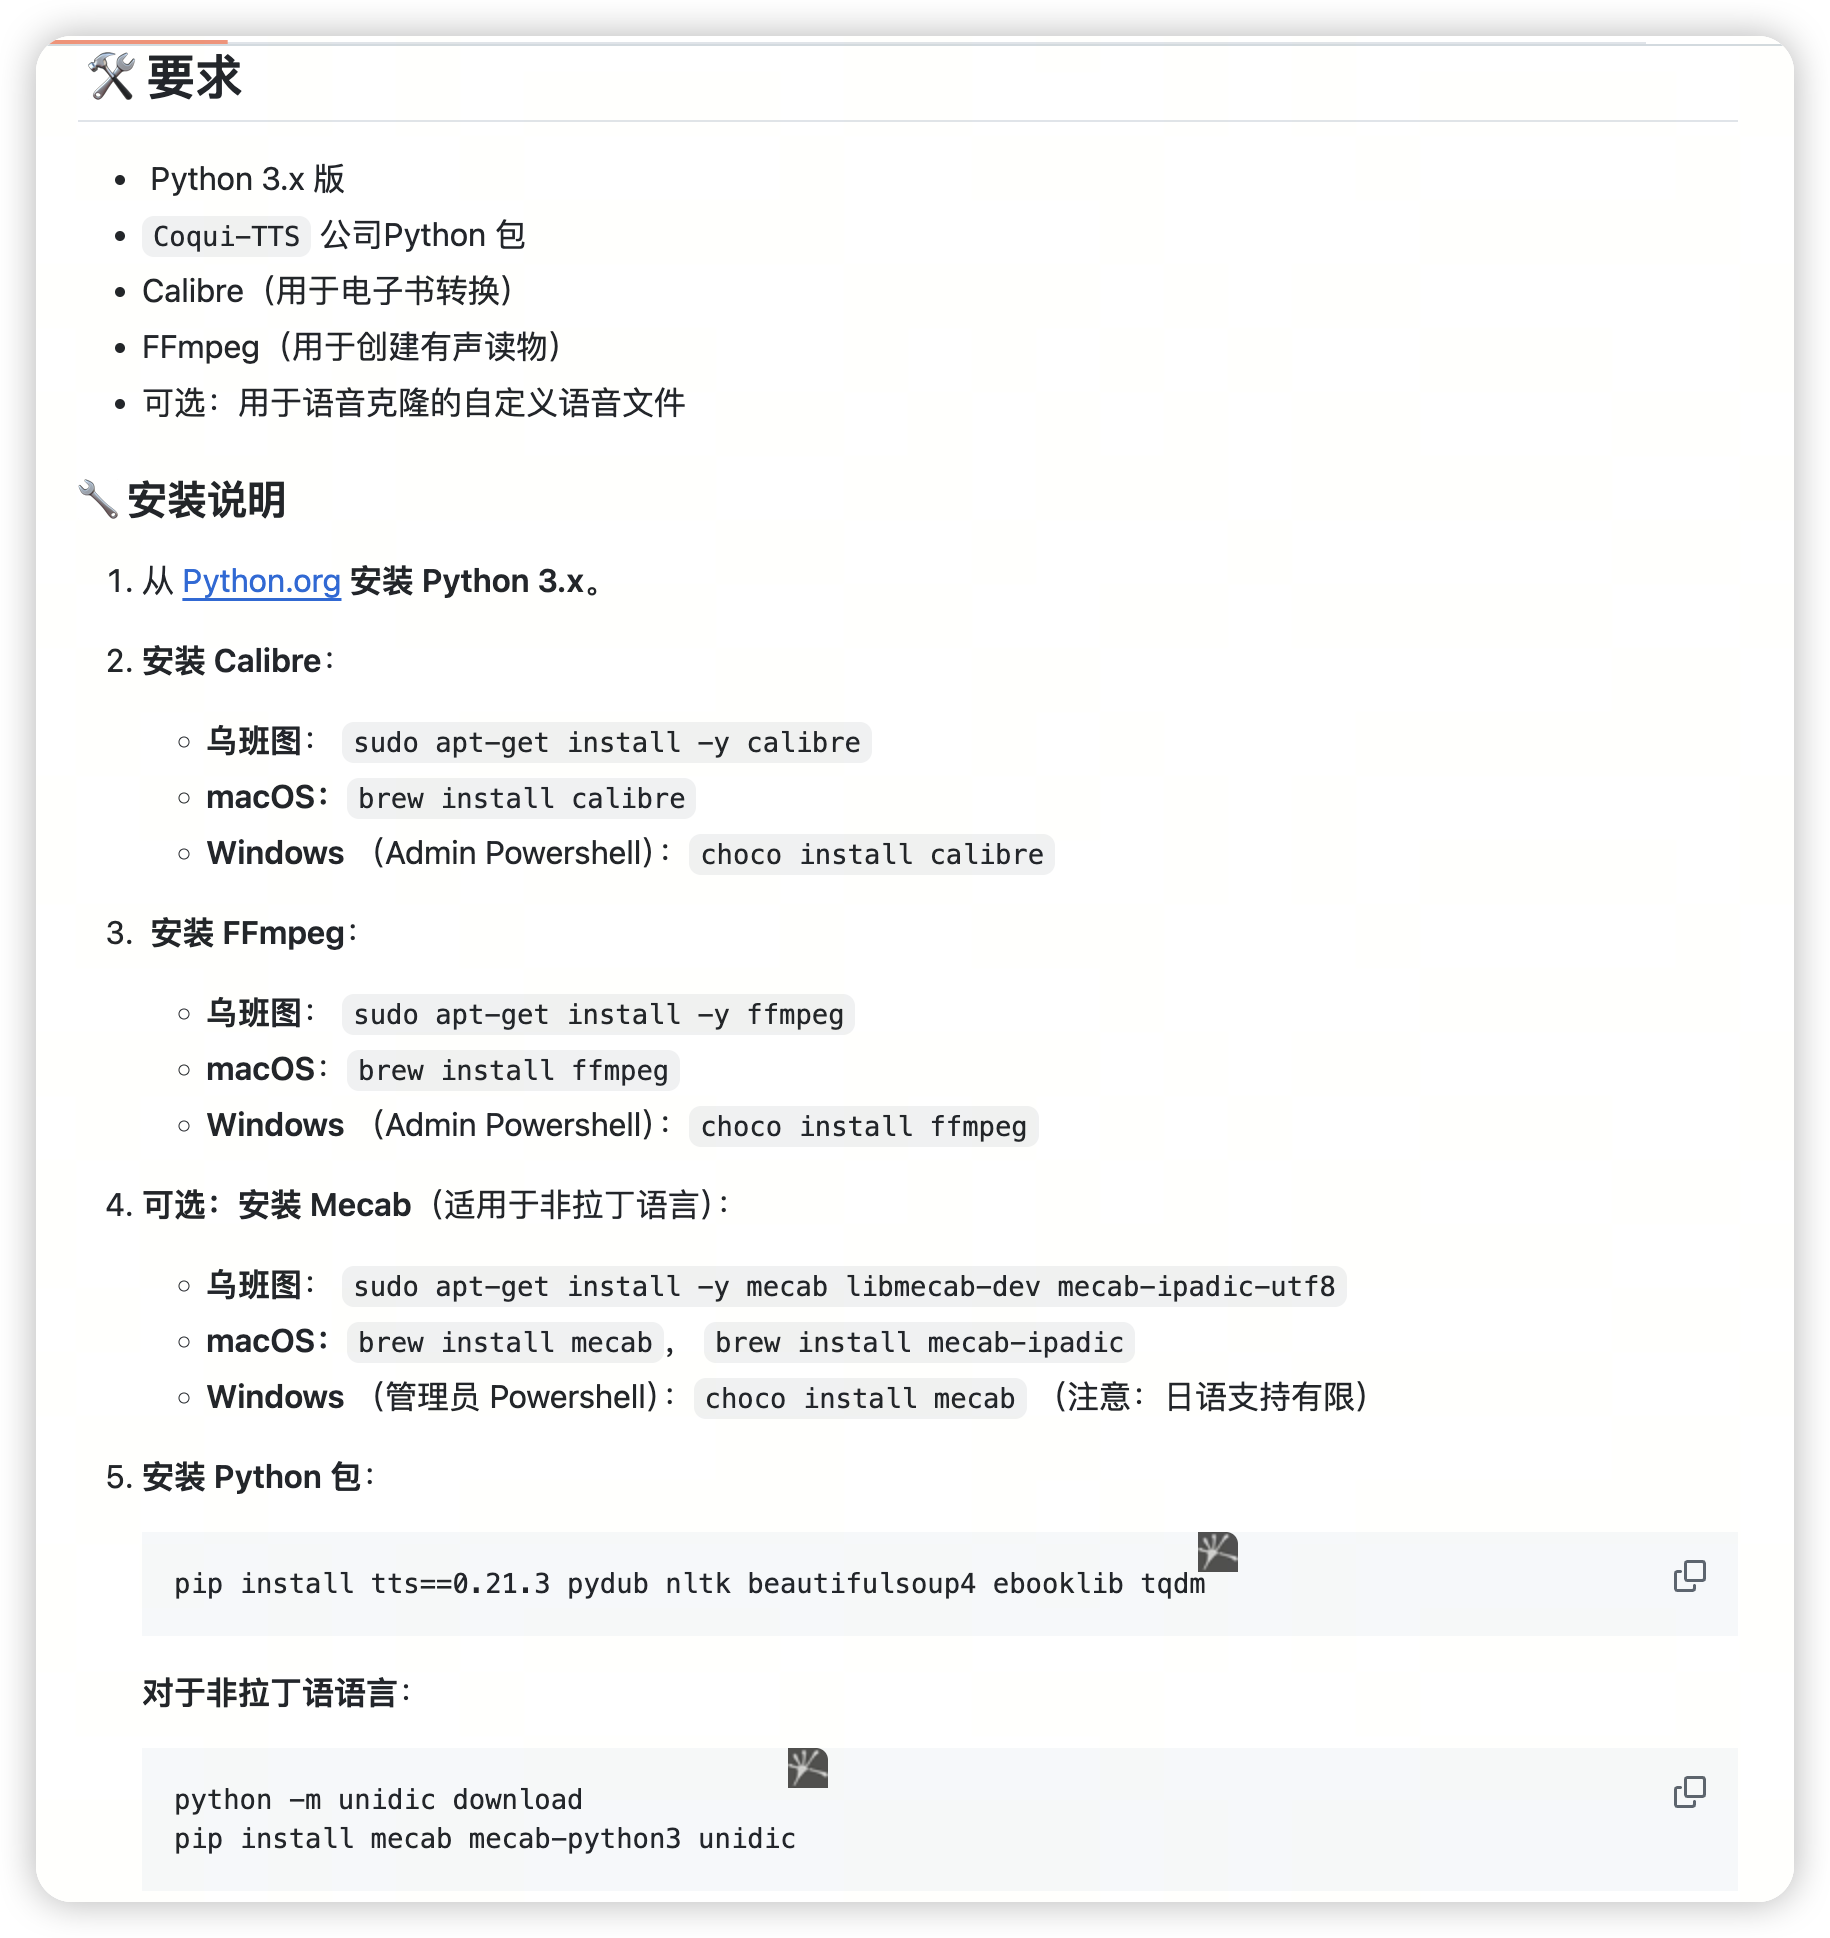 🛠️ 要求
• Python 3.x 版
• Coqui-TTS 公司Python 包
• Calibre（用于电子书转换）
• FFmpeg（用于创建有声读物）
• 可选：用于语音克隆的自定义语音文件
🔧 安装说明
1. 从 Python.org 安装 Python 3.x。
2. 安装 Calibre：
◦ 乌班图： sudo apt-get install -y calibre
◦ macOS： brew install calibre
◦ Windows （Admin Powershell）： choco install calibre
3. 安装 FFmpeg：
◦ 乌班图： sudo apt-get install -y ffmpeg
◦ macOS： brew install ffmpeg
◦ Windows （Admin Powershell）： choco install ffmpeg
4. 可选：安装 Mecab（适用于非拉丁语言）：
◦ 乌班图： sudo apt-get install -y mecab libmecab-dev mecab-ipadic-utf8
◦ macOS： brew install mecab， brew install mecab-ipadic
◦ Windows （管理员 Powershell）： choco install mecab （注意：日语支持有限）
5. 安装 Python 包：
pip install tts==0.21.3 pydub nltk beautifulsoup4 ebooklib tqdm
对于非拉丁语语言：
python -m unidic download
pip install mecab mecab-python3 unidic